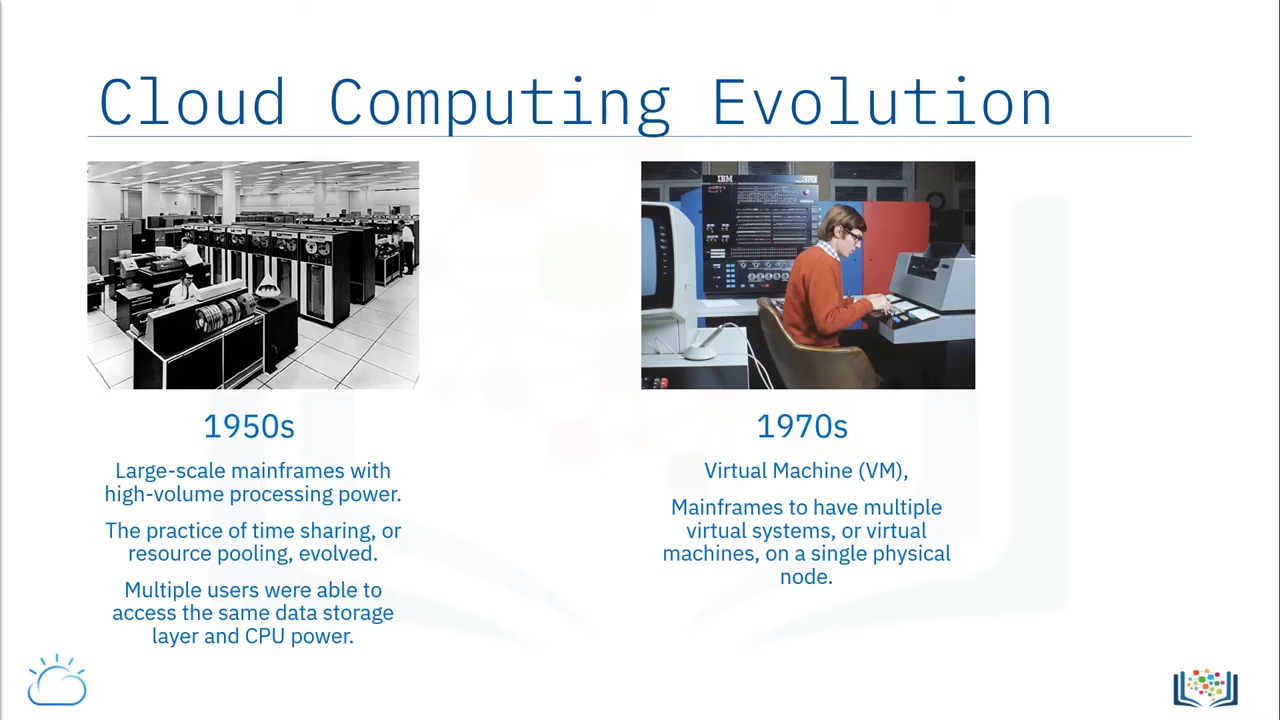 Cloud Computing Evolution
IBM
1950s
Large-scale mainframes with
high-volume processing power.
The practice of time sharing, or
resource pooling, evolved.
Multiple users were able to
access the same data storage
layer and CPU power.
1970s
Virtual Machine (VM),
Mainframes to have multiple
virtual systems, or virtual
machines, on a single physical
node.